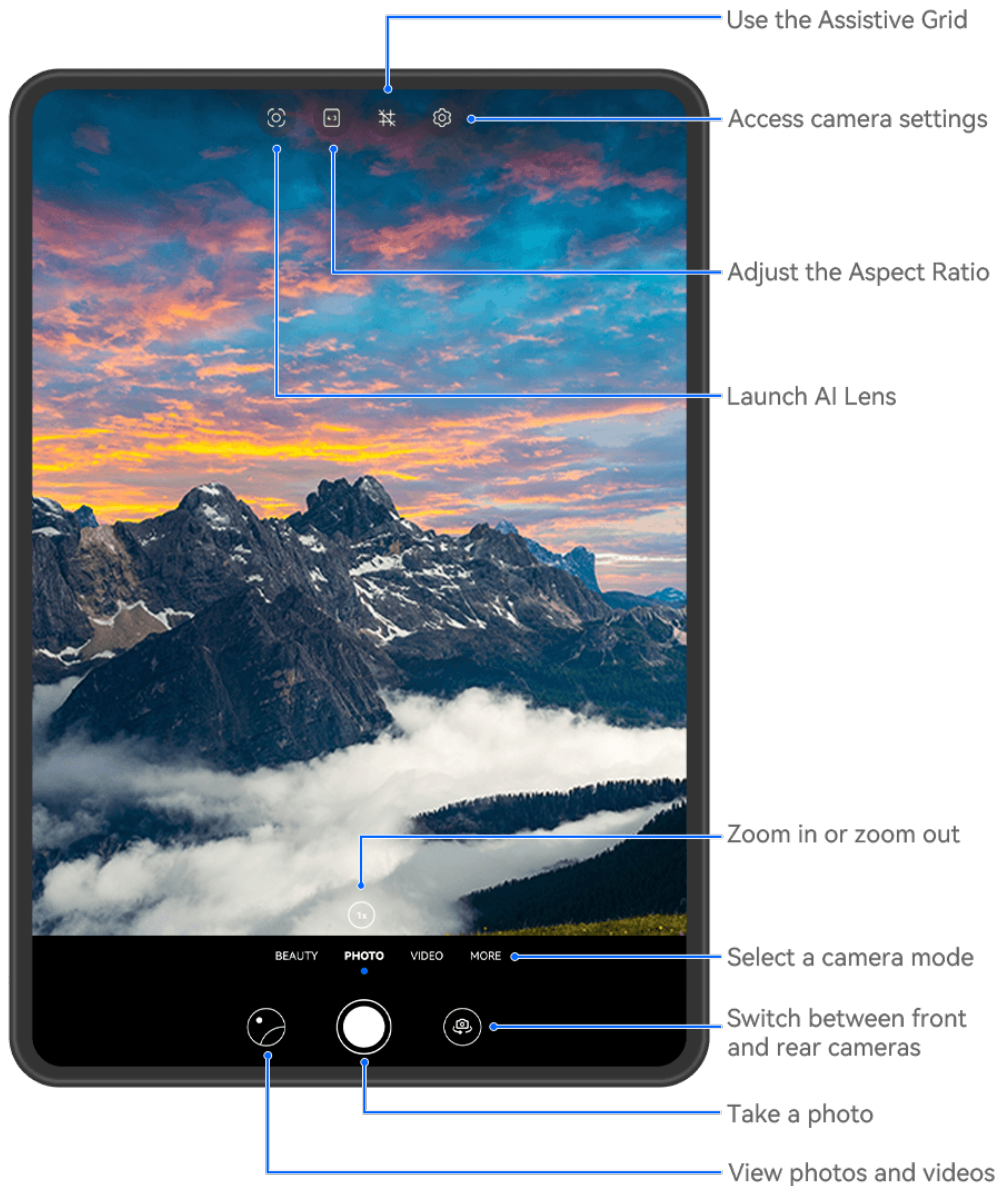 Use the Assistive Grid
4:3
Access camera settings
Adjust the Aspect Ratio
Launch AI Lens
Zoom in or zoom out
1x
BEAUTY PHOTO VIDEO MORE
Select a camera mode
Switch between front
and rear cameras
Take a photo
View photos and videos